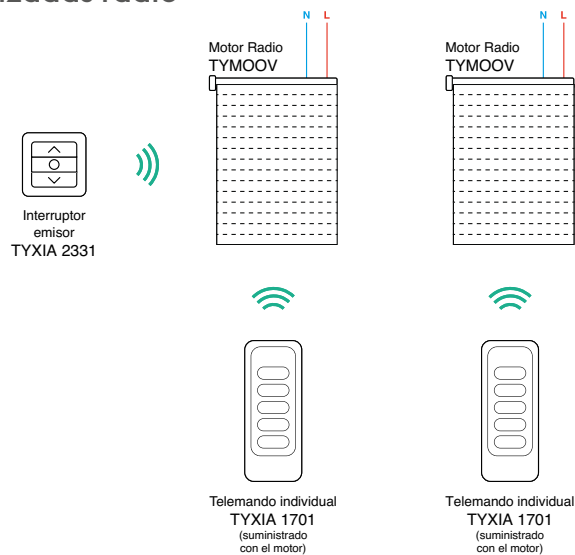 N L
N L
Motor Radio
TYMOOV
Motor Radio
TYMOOV
Interruptor
emisor
TYXIA 2331
Telemando individual
TYXIA 1701
(suministrado
con el motor)
Telemando individual
TYXIA 1701
(suministrado
con el motor)